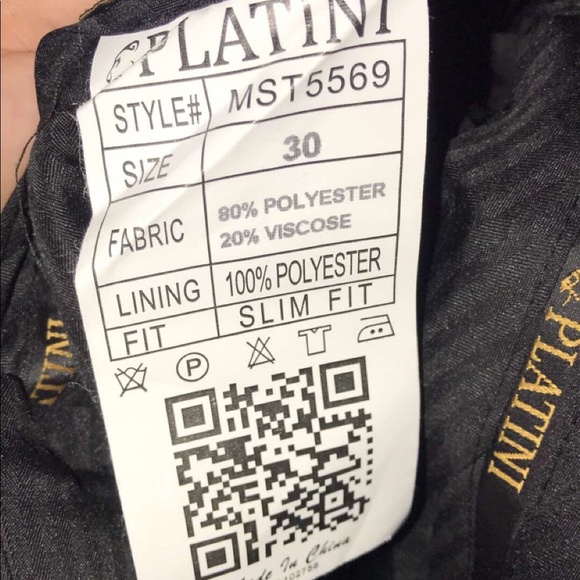 PLATINI
STYLE# MST5569
SIZE 30
FABRIC 80% POLYESTER
20% VISCOSE
LINING 100% POLYESTER
FIT SLIM FIT
P
Made In China
PLATINI